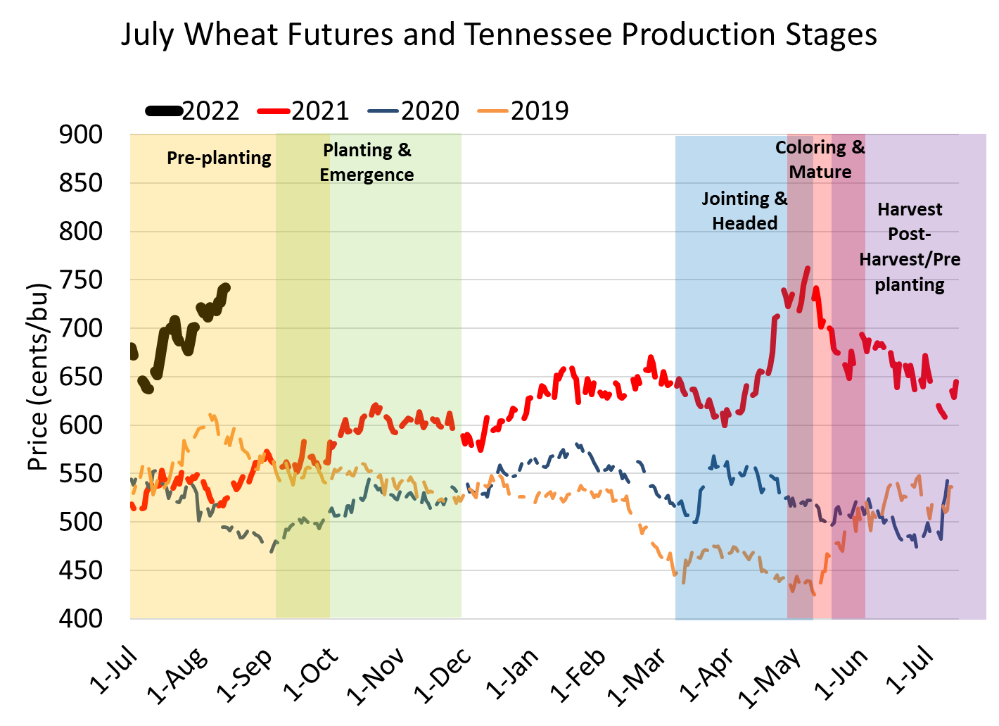 July Wheat Futures and Tennessee Production Stages
2022 2021 2020 2019
900
850
800
750
700
650
600
550
500
450
400
Price (cents/bu)
Pre-planting
Planting &
Emergence
Jointing &
Headed
Coloring &
Mature
Harvest
Post-
Harvest/Pre
planting
1-Jul
1-Aug
1-Sep
1-Oct
1-Nov
1-Dec
1-Jan
1-Feb
1-Mar
1-Apr
1-May
1-Jun
1-Jul